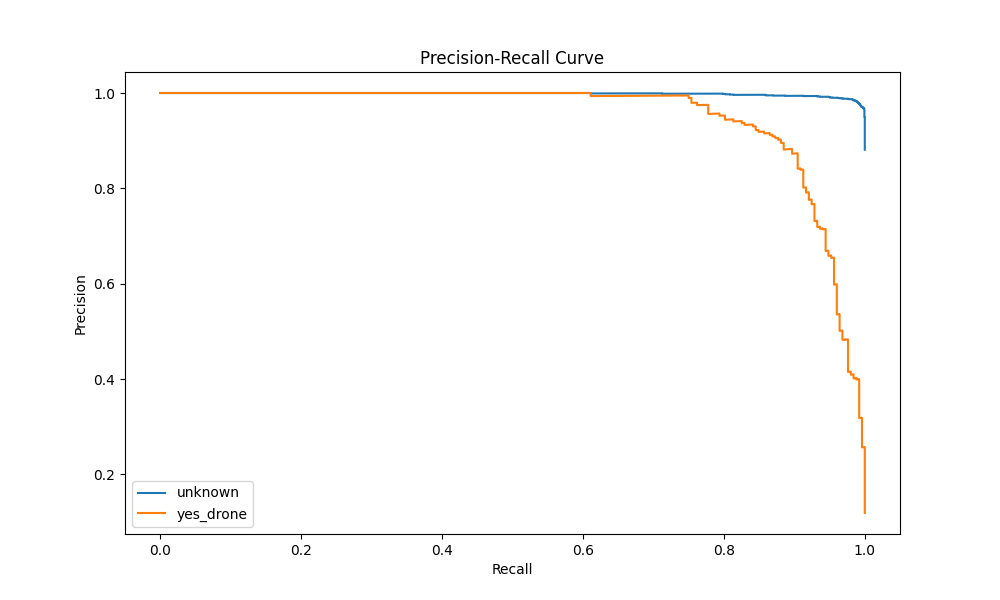 Precision-Recall Curve
Precision
1.0
0.8
0.6
0.4
0.2
unknown
yes_drone
0.0 0.2 0.4 0.6 0.8 1.0
Recall